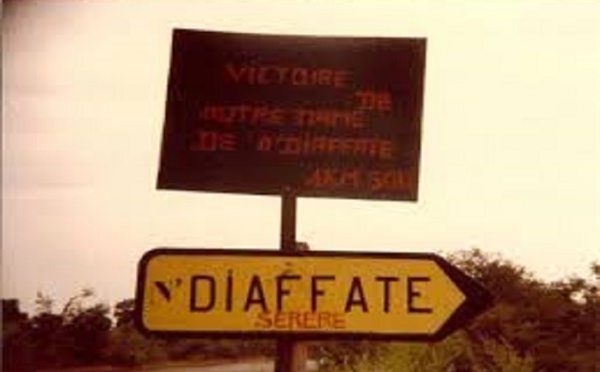 VICTOIRE
DE
NOTRE DAME
DE N'DIAFFATE
N'DIAFFATE
SERERE